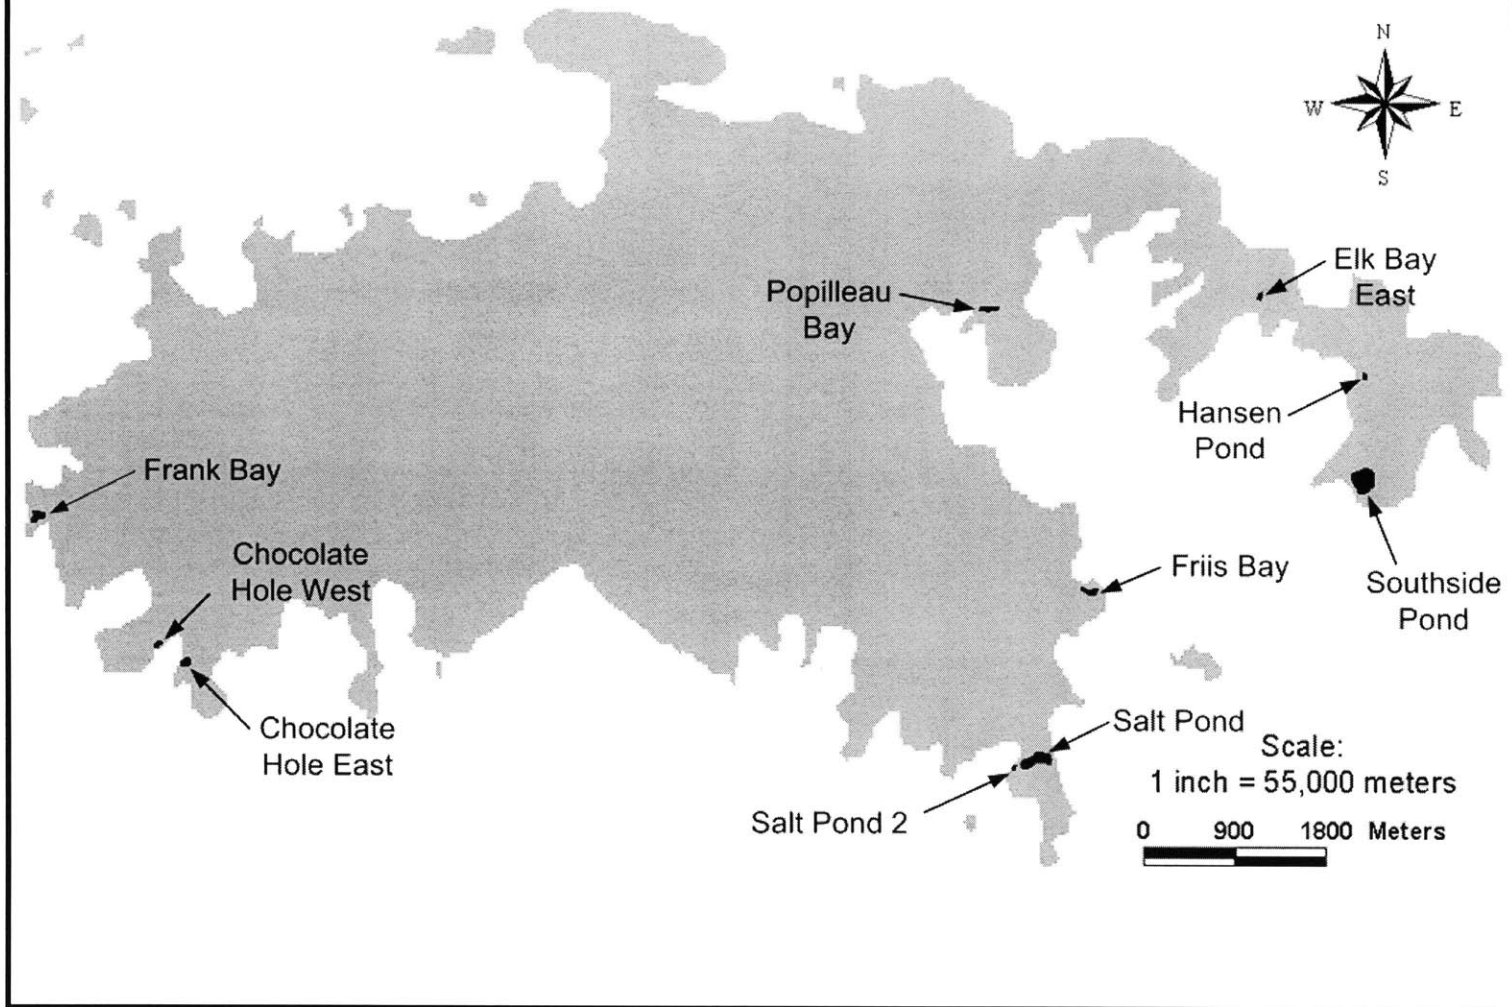 N
W E
S
Elk Bay
East
Popilleau
Bay
Hansen
Pond
Frank Bay
Chocolate
Hole West
Friis Bay
Southside
Pond
Chocolate
Hole East
Salt Pond
Scale:
1 inch = 55,000 meters
Salt Pond 2
0 900 1800 Meters